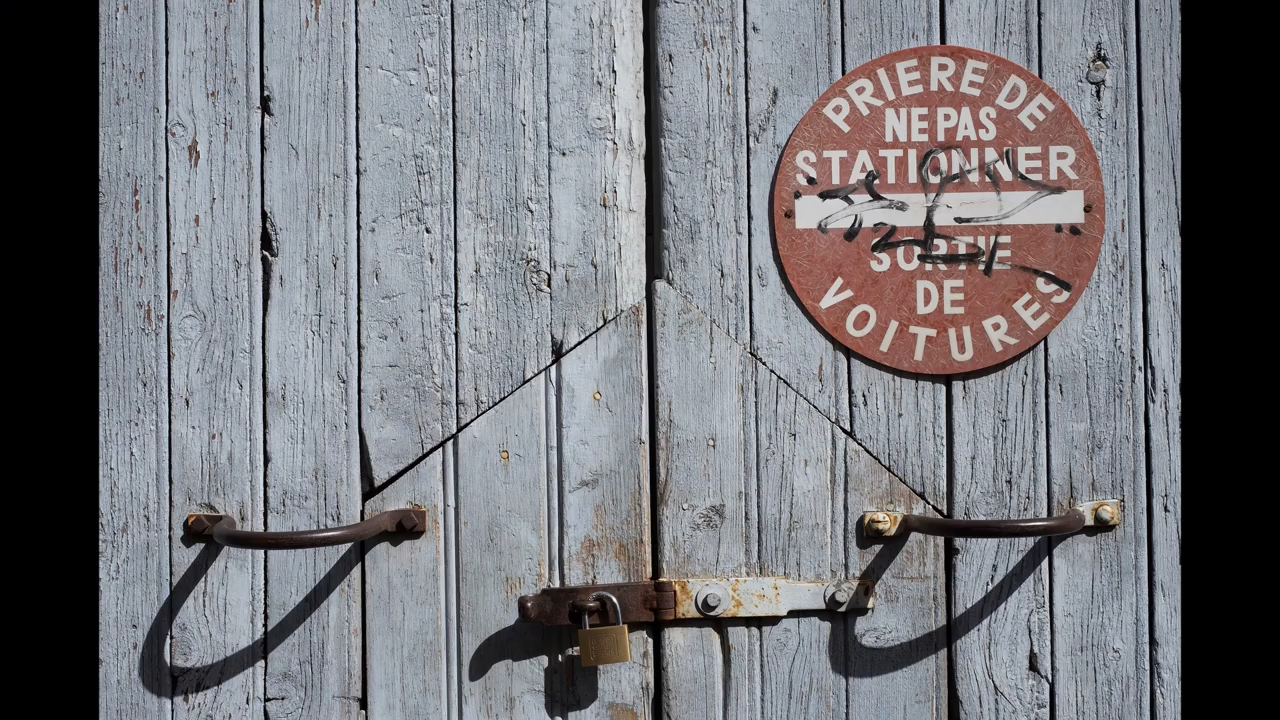 PRIERE DE
NE PAS
STATIONNER
SORTIE
DE
VOITURES